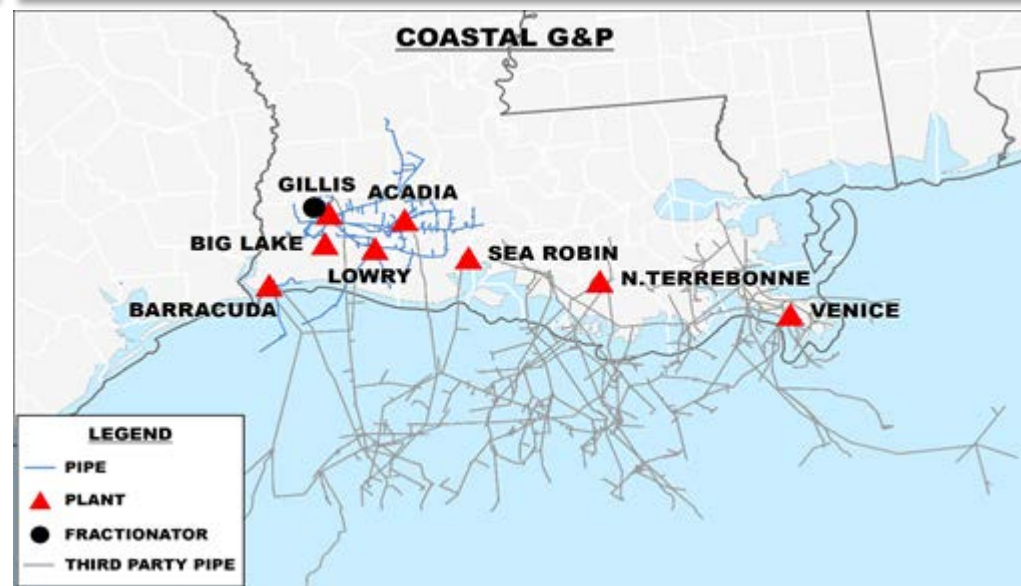 COASTAL G&P
GILLIS
ACADIA
BIG LAKE
SEA ROBIN
LOWRY
N.TERREBONNE
BARRACUDA
VENICE
LEGEND
PIPE
PLANT
FRACTIONATOR
THIRD PARTY PIPE